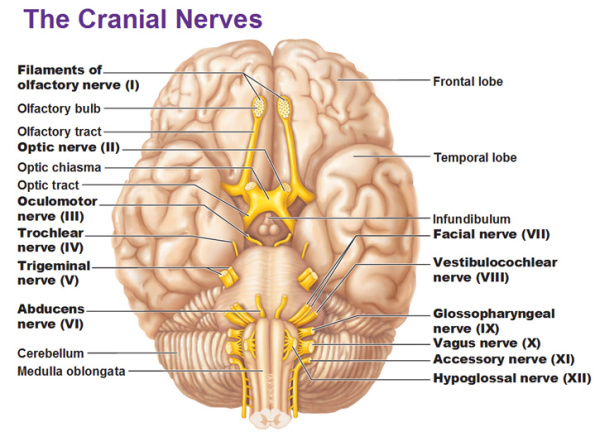 The Cranial Nerves
Filaments of
olfactory nerve (I)
Olfactory bulb
Olfactory tract
Optic nerve (II)
Optic chiasma
Optic tract
Oculomotor
nerve (III)
Trochlear
nerve (IV)
Trigeminal
nerve (V)
Abducens
nerve (VI)
Cerebellum
Medulla oblongata
Frontal lobe
Temporal lobe
Infundibulum
Facial nerve (VII)
Vestibulocochlear
nerve (VIII)
Glossopharyngeal
nerve (IX)
Vagus nerve (X)
Accessory nerve (XI)
Hypoglossal nerve (XII)